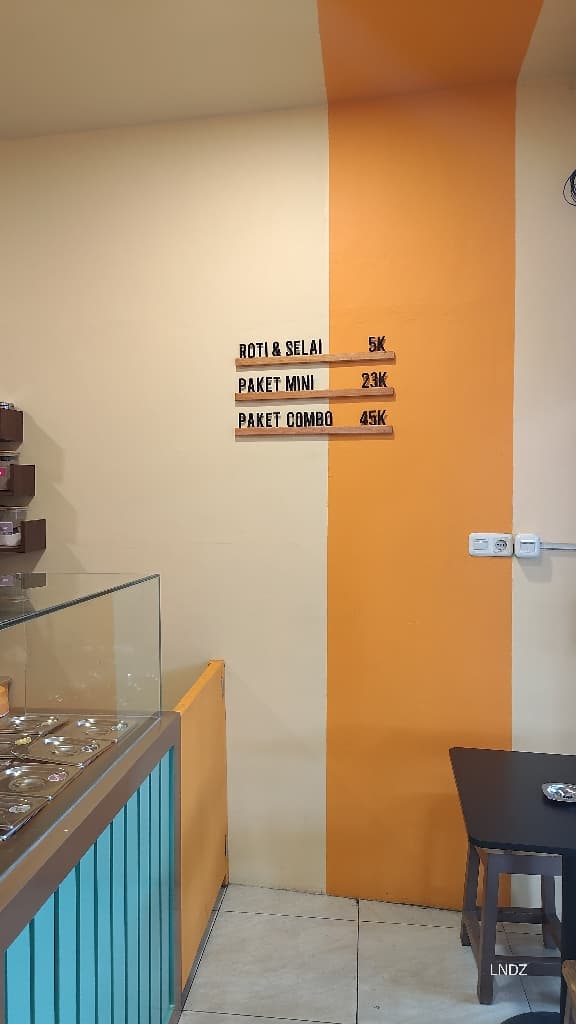 ROTI & SELAI 5K
PAKET MINI 23K
PAKET COMBO 45K
LNDZ